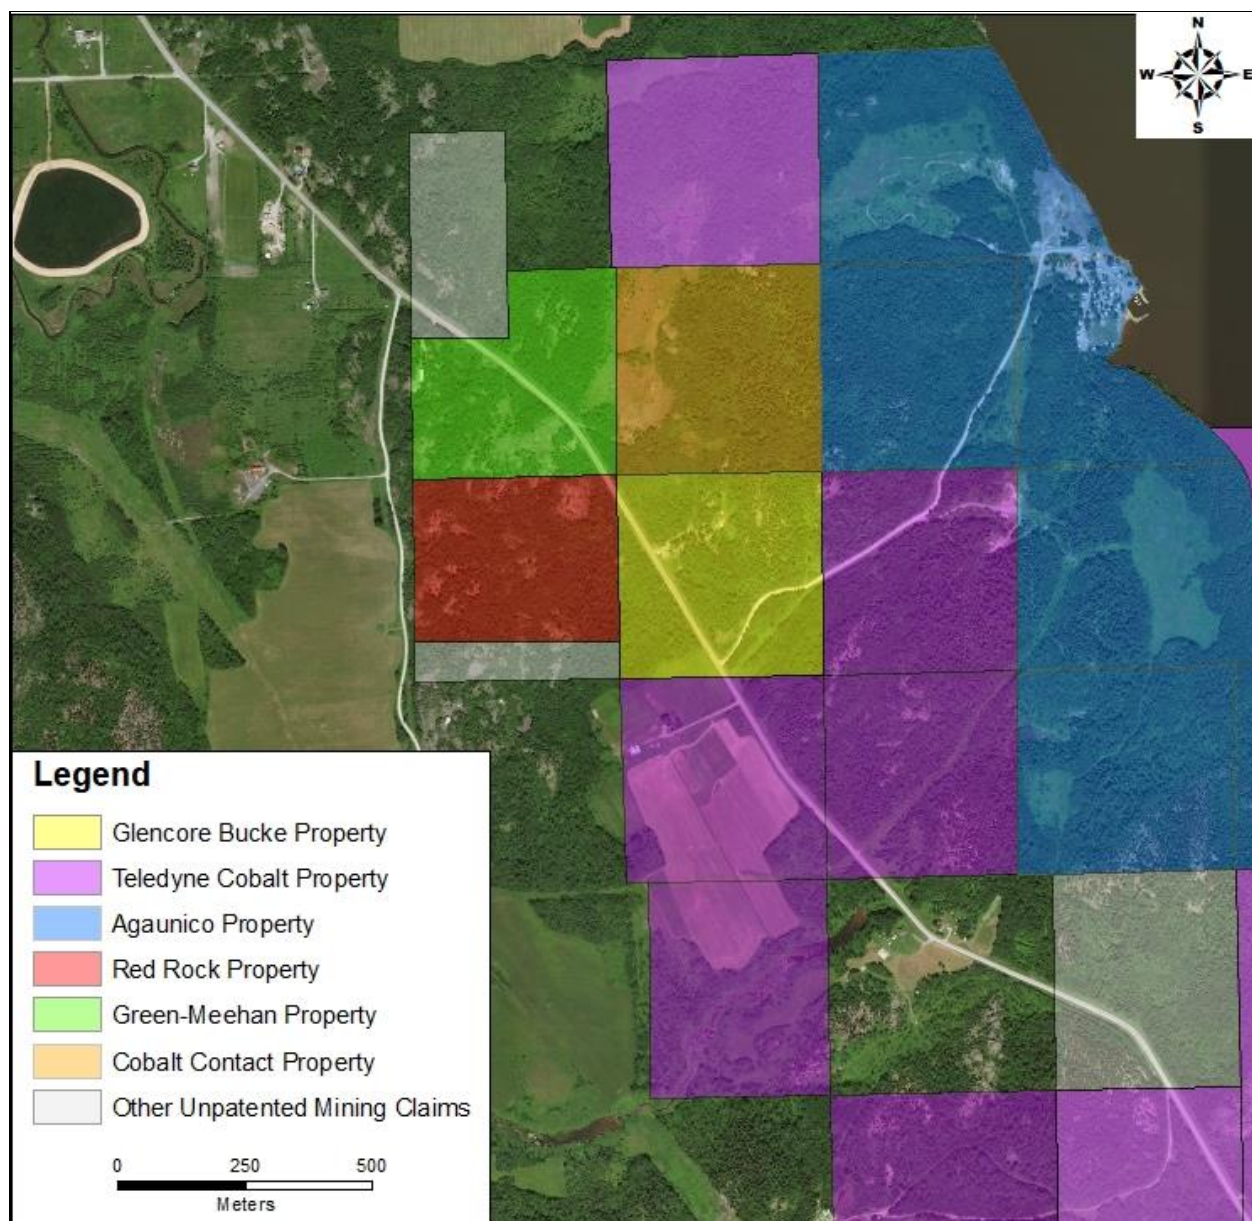 N
W E
S
Legend
Glencore Bucke Property
Teledyne Cobalt Property
Agaunico Property
Red Rock Property
Green-Meehan Property
Cobalt Contact Property
Other Unpatented Mining Claims
0 250 500
Meters